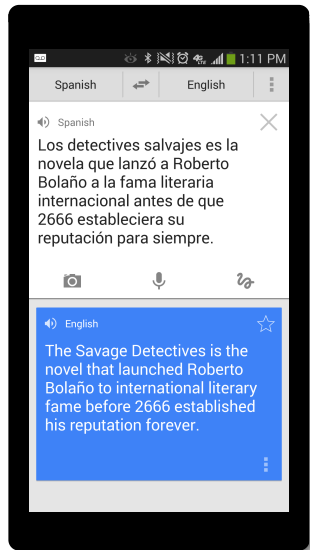 1:11 PM
Spanish
English
Spanish
Los detectives salvajes es la
novela que lanzó a Roberto
Bolaño a la fama literaria
internacional antes de que
2666 estableciera su
reputación para siempre.
English
The Savage Detectives is the
novel that launched Roberto
Bolaño to international literary
fame before 2666 established
his reputation forever.